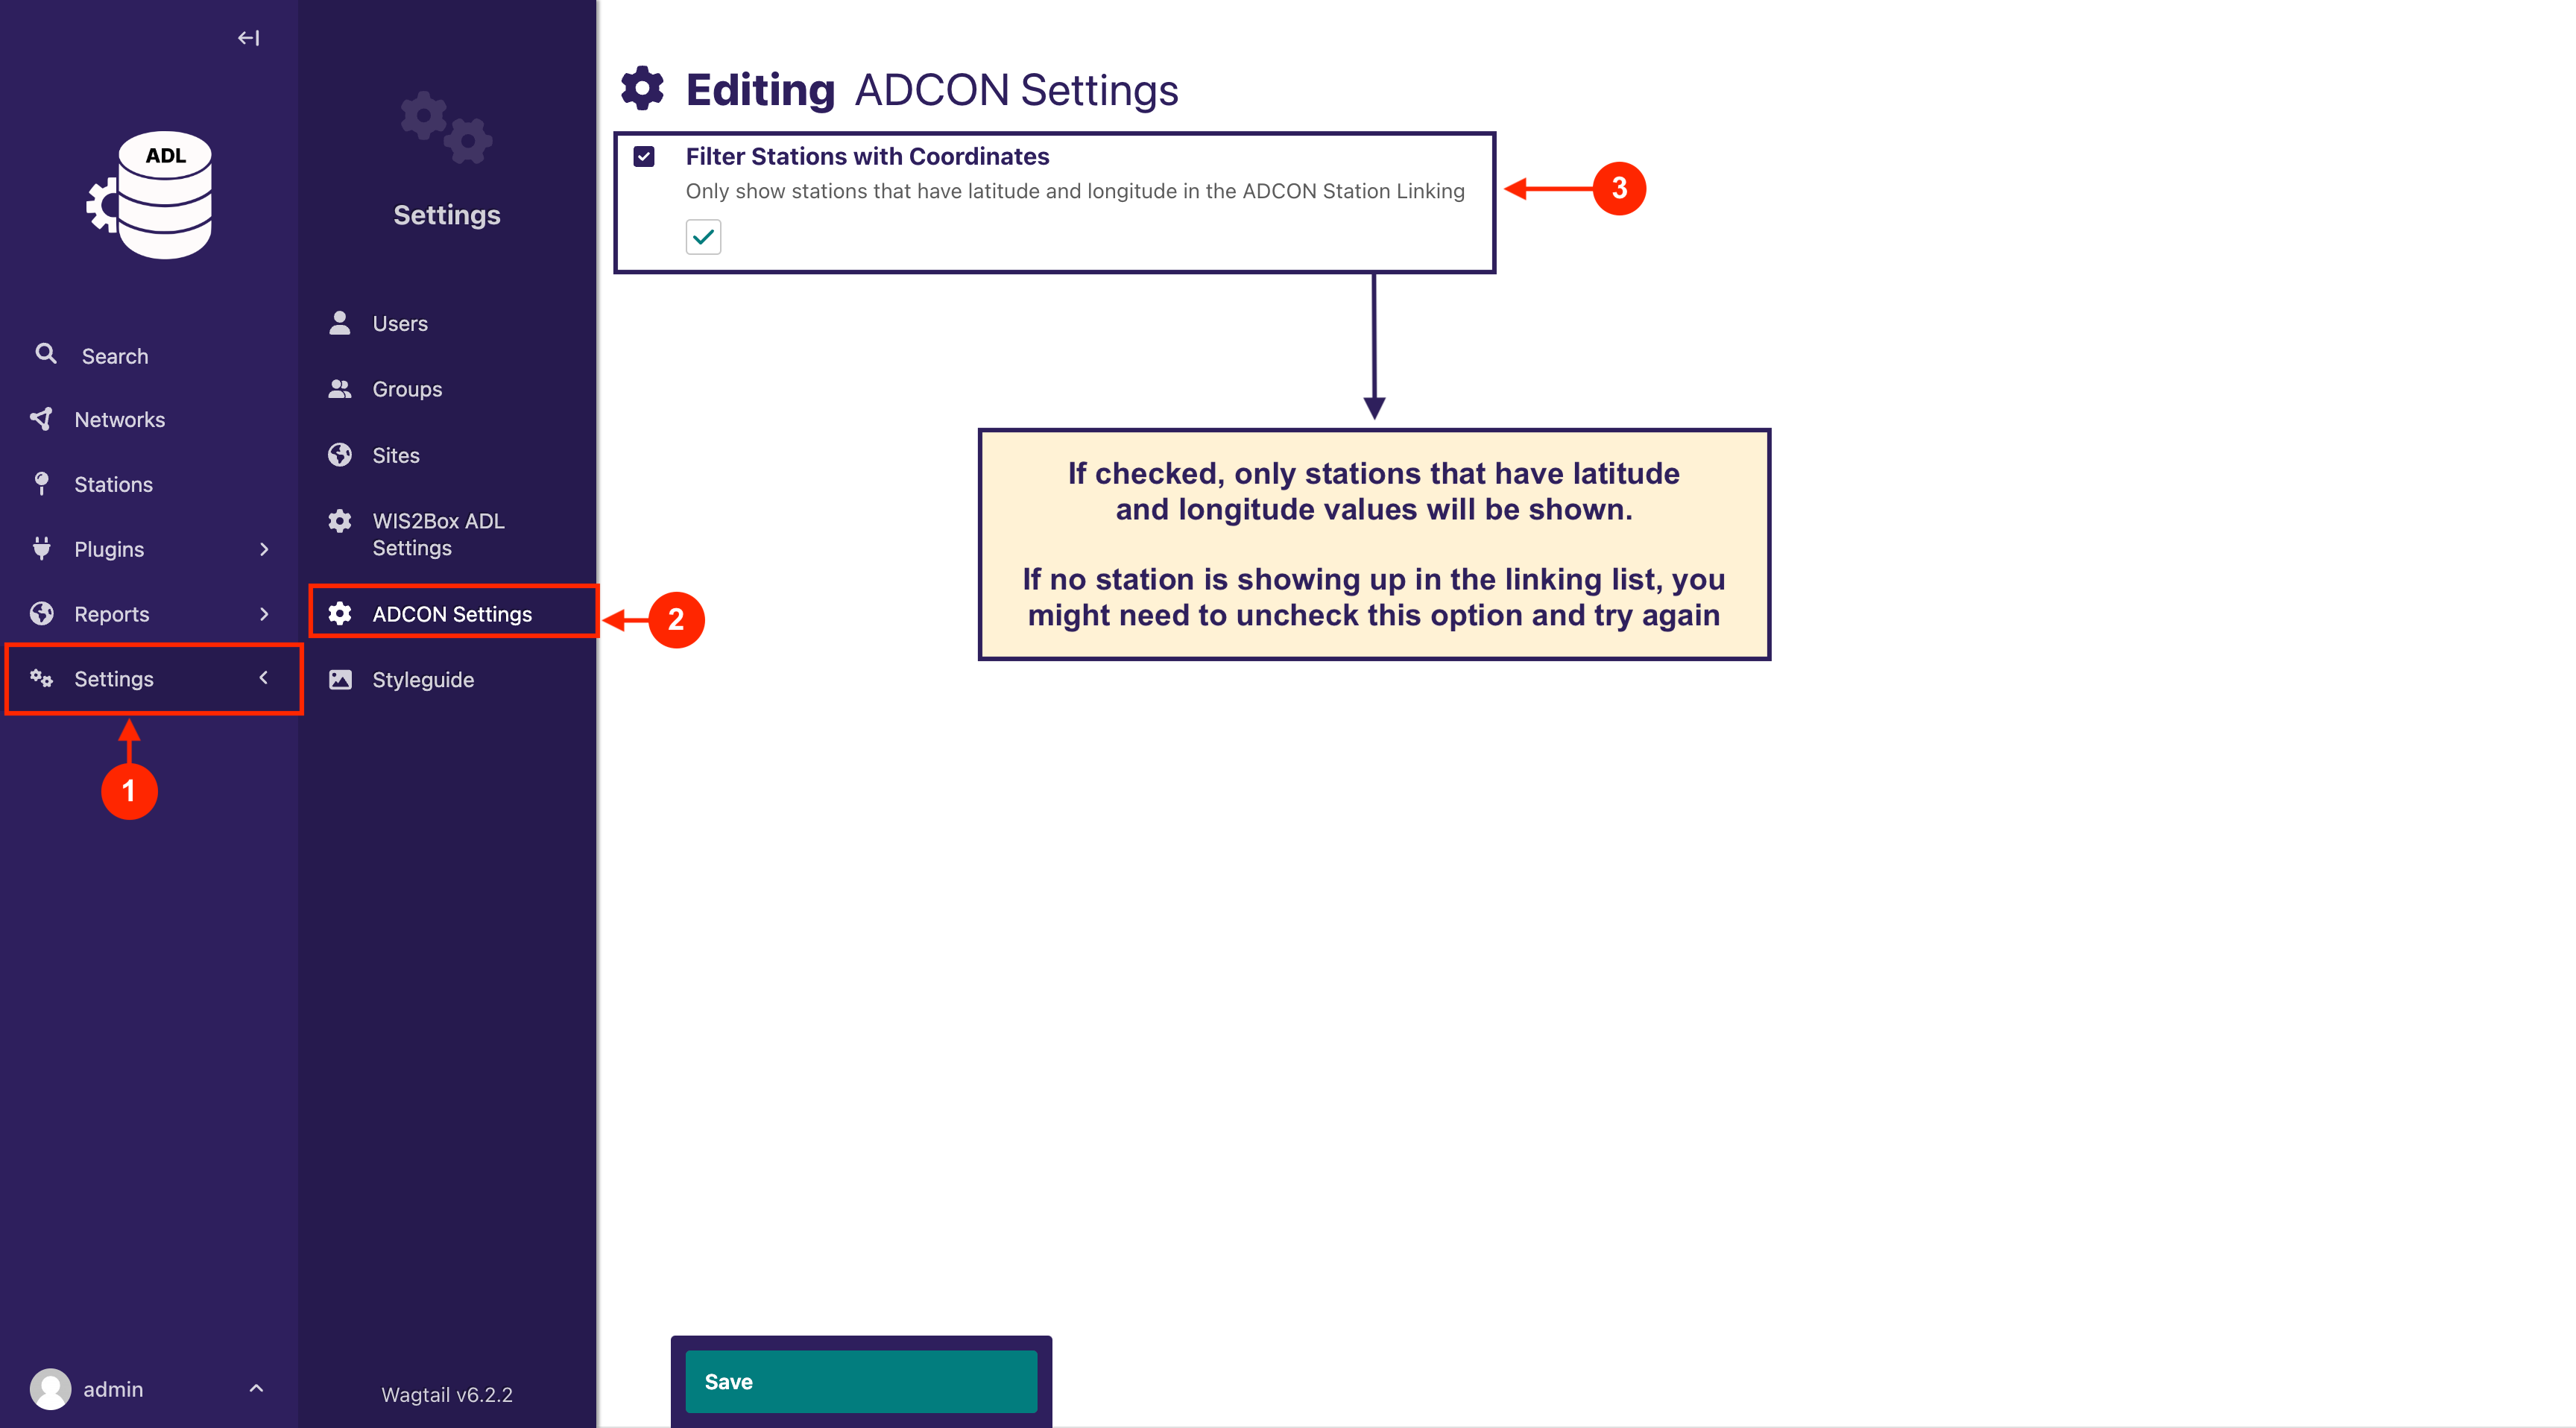 ADL
Search
Networks
Stations
Plugins
Reports
Settings
1
admin
Settings
Users
Groups
Sites
WIS2Box ADL
Settings
ADCON Settings
2
Styleguide
Wagtail v6.2.2
Editing ADCON Settings
Filter Stations with Coordinates
Only show stations that have latitude and longitude in the ADCON Station Linking
3
If checked, only stations that have latitude
and longitude values will be shown.
If no station is showing up in the linking list, you
might need to uncheck this option and try again
Save